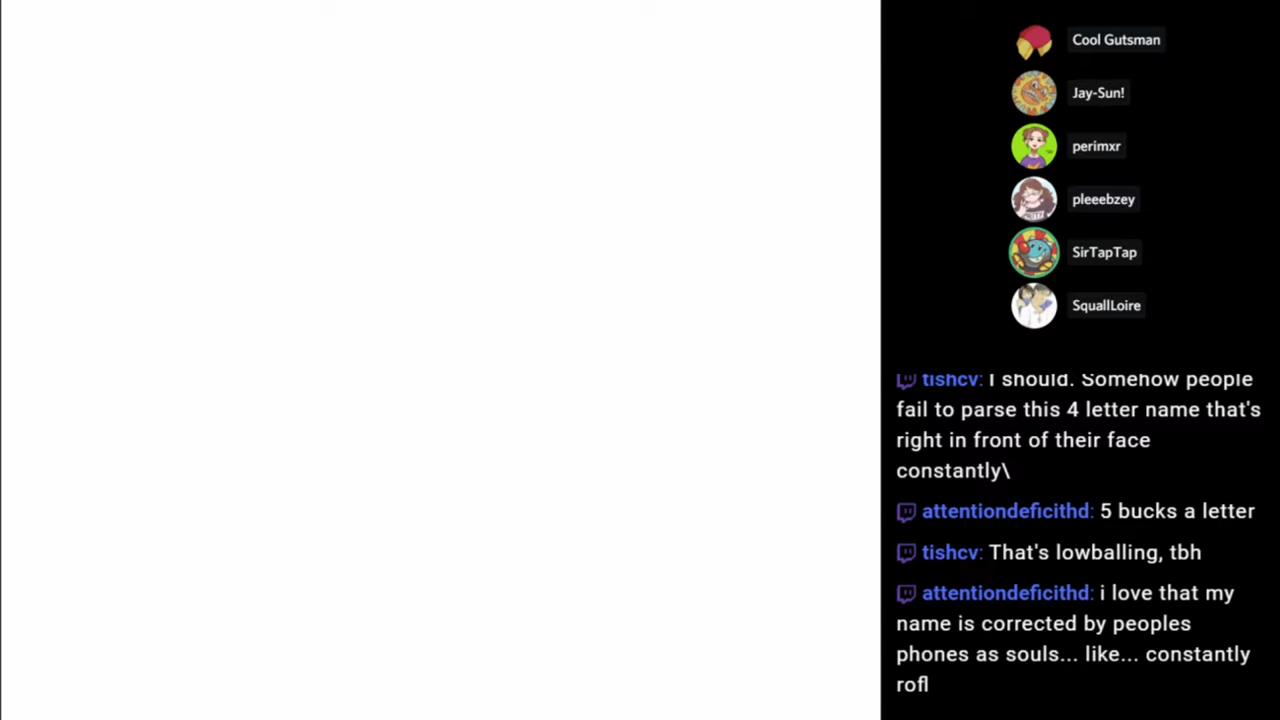 Cool Gutsman
Jay-Sun!
perimxr
pleeebzey
SirTapTap
SquallLoire
tishcv: I should. Somehow people
fail to parse this 4 letter name that's
right in front of their face
constantly\
attentiondeficithd: 5 bucks a letter
tishcv: That's lowballing, tbh
attentiondeficithd: i love that my
name is corrected by peoples
phones as souls... like... constantly
rofl